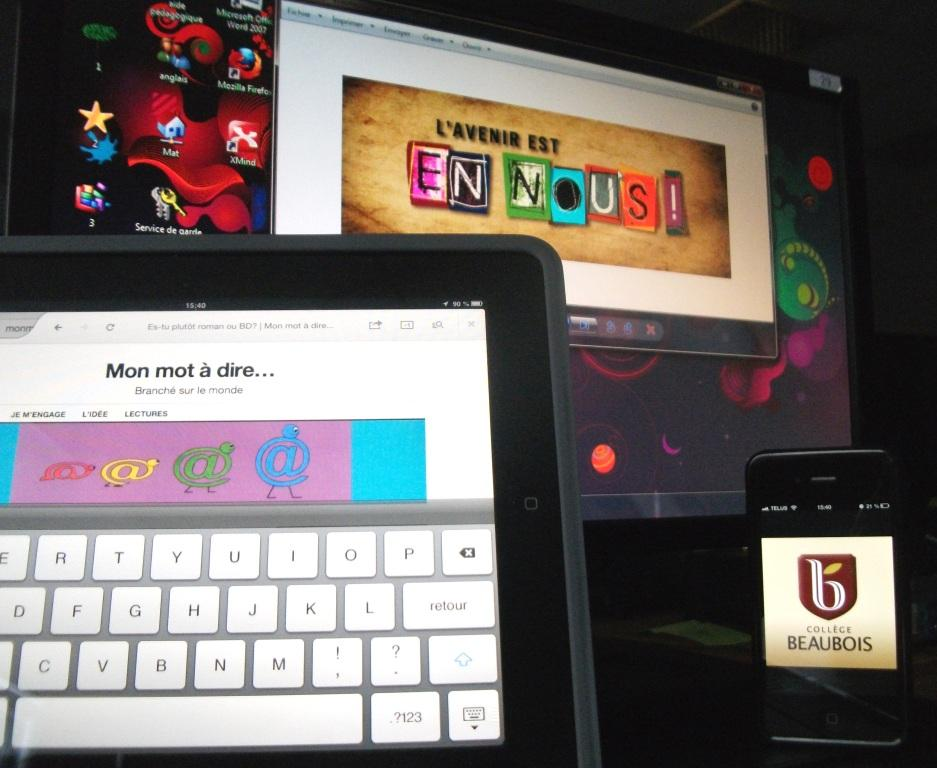 aide
pédagogique
Microsoft Offi
Word 2007
1
anglais
Mozilla Firefo
2
Mat
XMind
3
Service de garde
Fichier
Imprimer
Envoyer
Graver
Ouvrir
29
L'AVENIR EST
EN NOUS!
15:40
90 %
monm
Es-tu plutôt roman ou BD? | Mon mot à dire...
Mon mot à dire...
Branché sur le monde
JE M'ENGAGE L'IDÉE LECTURES
@ @ @ @
E R T Y U I O P
D F G H J K L retour
C V B N M ! , ? .
.?123
TELUS 15:40 21 %
b
COLLÈGE
BEAUBOIS